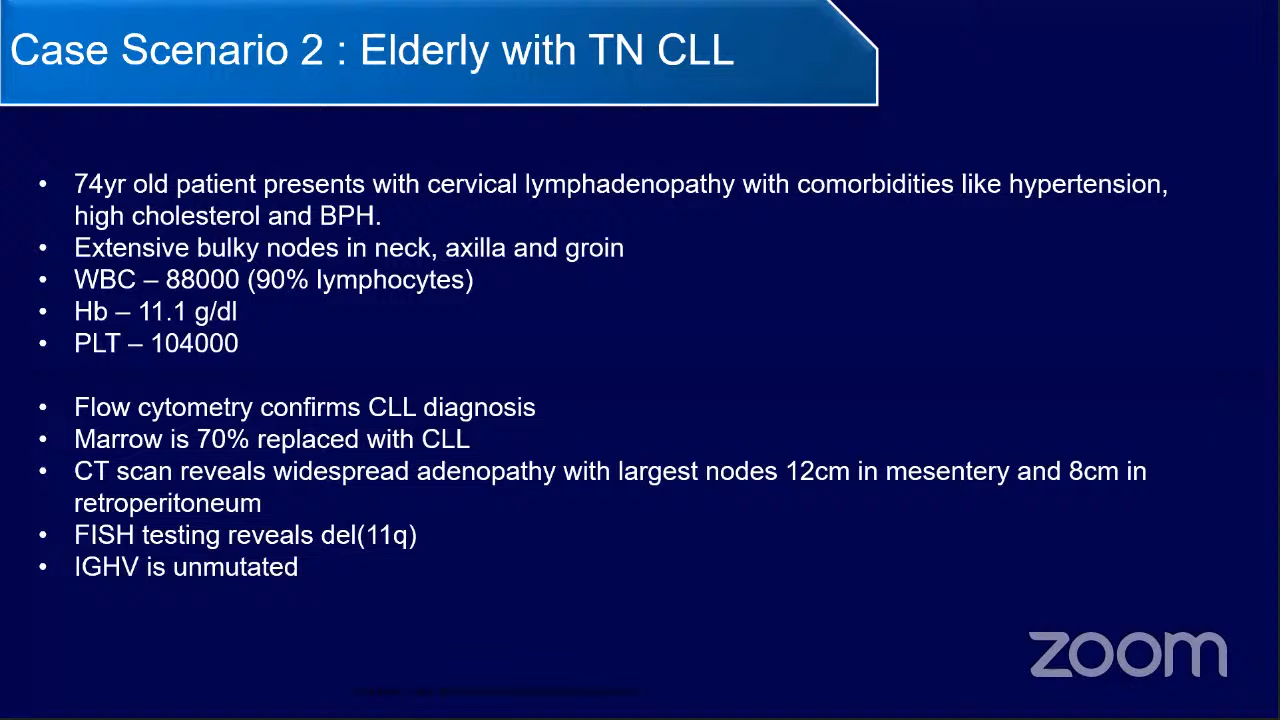 Case Scenario 2 : Elderly with TN CLL
• 74yr old patient presents with cervical lymphadenopathy with comorbidities like hypertension,
high cholesterol and BPH.
• Extensive bulky nodes in neck, axilla and groin
• WBC – 88000 (90% lymphocytes)
• Hb – 11.1 g/dl
• PLT – 104000
• Flow cytometry confirms CLL diagnosis
• Marrow is 70% replaced with CLL
• CT scan reveals widespread adenopathy with largest nodes 12cm in mesentery and 8cm in
retroperitoneum
• FISH testing reveals del(11q)
• IGHV is unmutated
zoom